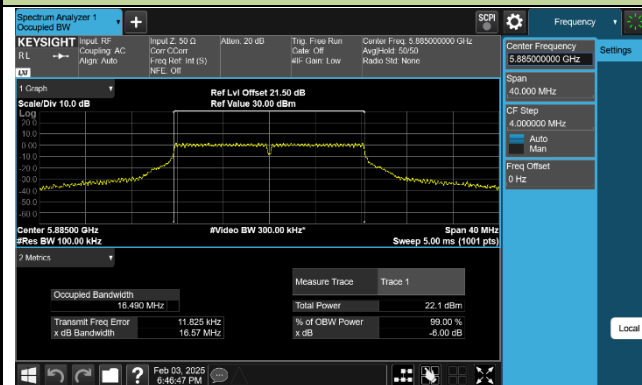 Spectrum Analyzer 1
Occupied BW
SCPI
Frequency
KEYSIGHT
RL
LXI
Input: RF
Coupling: AC
Align: Auto
Input Z: 50 Ω
Corr CCorr
Freq Ref: Int (S)
NFE: Off
Atten: 20 dB
Trig: Free Run
Gate: Off
#IF Gain: Low
Center Freq: 5.885000000 GHz
Avg|Hold: 50/50
Radio Std: None
Center Frequency
5.885000000 GHz
Settings
Span
40.000 MHz
CF Step
4.000000 MHz
Auto
Man
Freq Offset
0 Hz
1 Graph
Scale/Div 10.0 dB
Ref Lvl Offset 21.50 dB
Ref Value 30.00 dBm
Log
20.0
10.0
0.00
-10.0
-20.0
-30.0
-40.0
-50.0
-60.0
Center 5.88500 GHz
#Res BW 100.00 kHz
#Video BW 300.00 kHz*
Span 40 MHz
Sweep 5.00 ms (1001 pts)
2 Metrics
Measure Trace
Trace 1
Occupied Bandwidth
16.490 MHz
Total Power
22.1 dBm
Transmit Freq Error
11.825 kHz
% of OBW Power
99.00 %
x dB Bandwidth
16.57 MHz
x dB
-6.00 dB
Local
?
Feb 03, 2025
6:46:47 PM